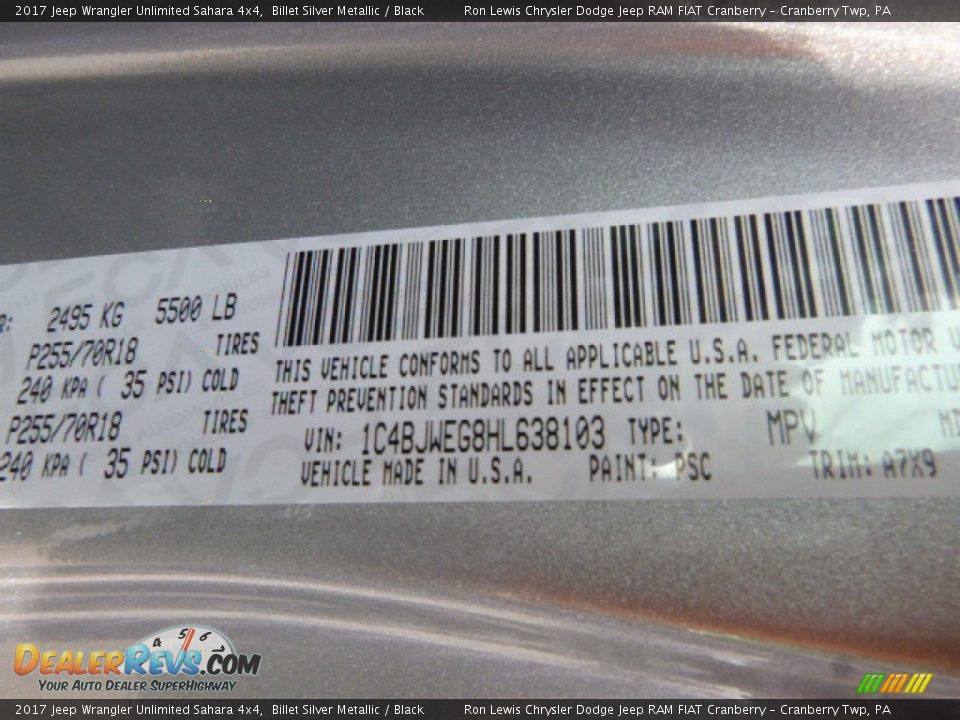 2017 Jeep Wrangler Unlimited Sahara 4x4, Billet Silver Metallic / Black Ron Lewis Chrysler Dodge Jeep RAM FIAT Cranberry - Cranberry Twp, PA
R: 2495 KG 5500 LB
P255/70R18 TIRES
240 KPA ( 35 PSI) COLD
P255/70R18 TIRES
240 KPA ( 35 PSI) COLD
THIS VEHICLE CONFORMS TO ALL APPLICABLE U.S.A. FEDERAL MOTOR V
THEFT PREVENTION STANDARDS IN EFFECT ON THE DATE OF MANUFACTU
VIN: 1C4BJWEG8HL638103 TYPE: MPV MD
VEHICLE MADE IN U.S.A. PAINT: PSC TRIM: A7X9
4 5 6
DealerRevs.com
Your Auto Dealer SuperHighway
2017 Jeep Wrangler Unlimited Sahara 4x4, Billet Silver Metallic / Black Ron Lewis Chrysler Dodge Jeep RAM FIAT Cranberry - Cranberry Twp, PA